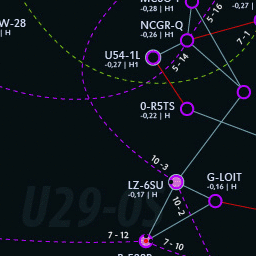 -0,28 | H1
5 - 16
-0,27 |
NCGR-Q
-0,26 | H1
W-28
| H
7 - 1
U54-1L
-0,27 | H1
5 - 14
0-R5TS
-0,22 | H
10 - 3
LZ-6SU
-0,17 | H
G-LOIT
-0,16 | H
10 - 2
U29-0
7 - 12
7 - 10